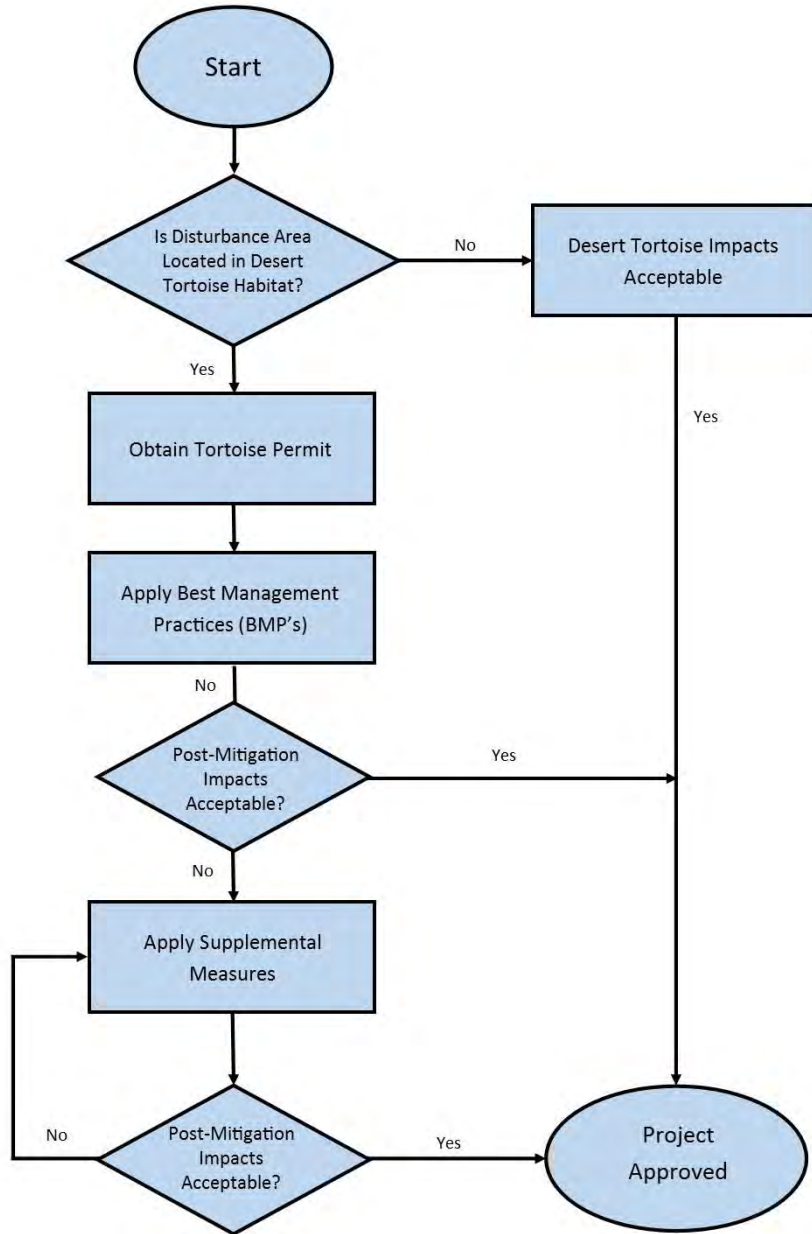 Start
Is Disturbance Area
Located in Desert
Tortoise Habitat?
No
Desert Tortoise Impacts
Acceptable
Yes
Yes
Obtain Tortoise Permit
Apply Best Management
Practices (BMP's)
No
Post-Mitigation
Impacts
Acceptable?
Yes
No
Apply Supplemental
Measures
No
Post-Mitigation
Impacts
Acceptable?
Yes
Project
Approved